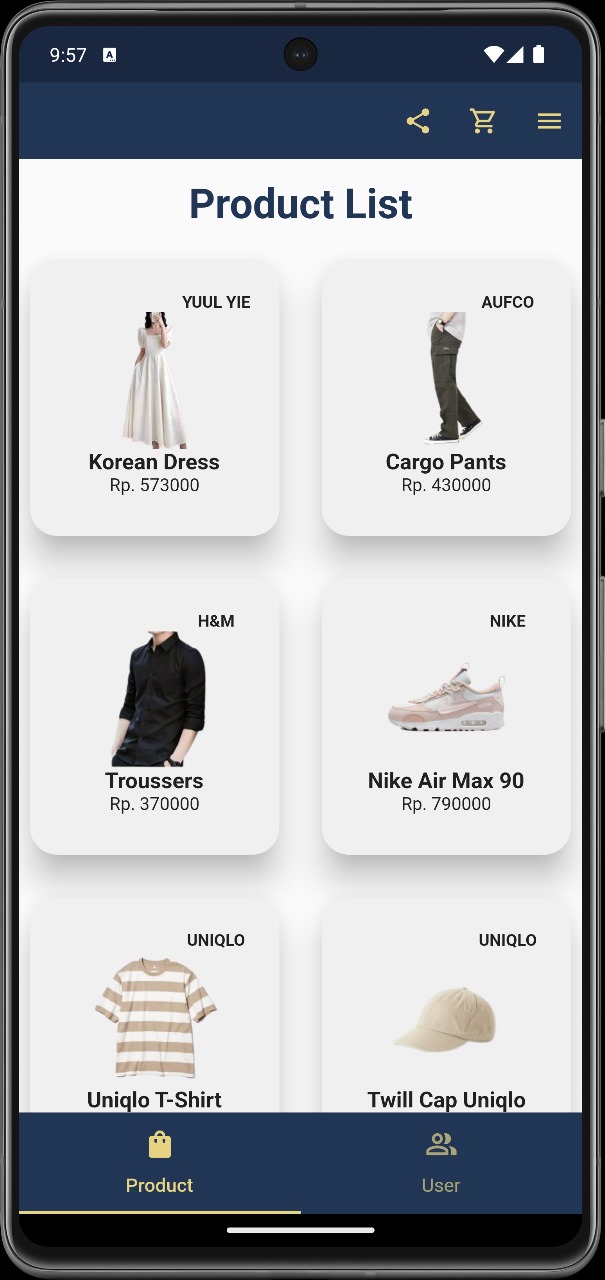 9:57
Product List
YUUL YIE
Korean Dress
Rp. 573000
AUFCO
Cargo Pants
Rp. 430000
H&M
Troussers
Rp. 370000
NIKE
Nike Air Max 90
Rp. 790000
UNIQLO
Uniqlo T-Shirt
UNIQLO
Twill Cap Uniqlo
Product
User